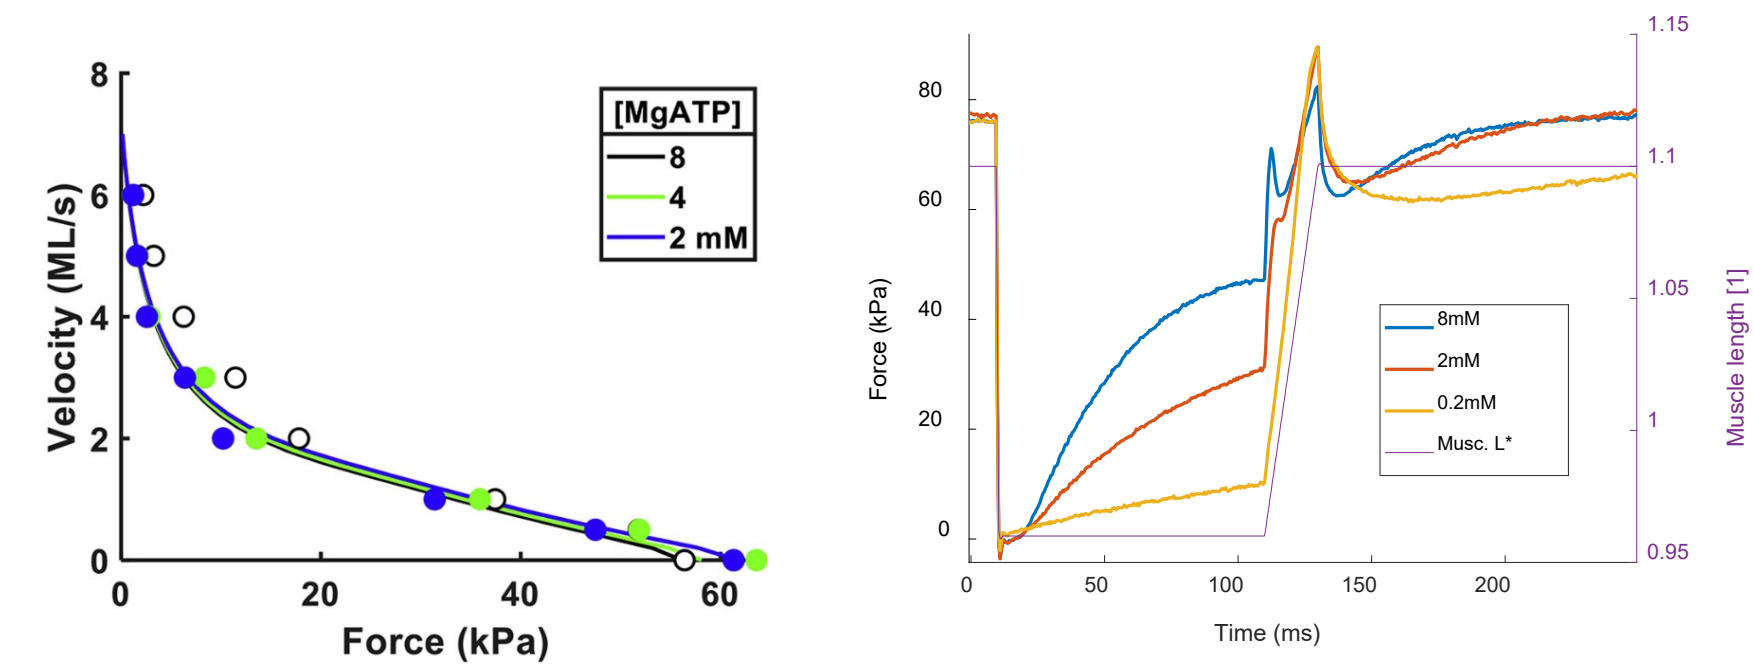 8
6
4
2
0
Velocity (ML/s)
0
20
40
60
Force (kPa)
[MgATP]
8
4
2 mM
80
60
40
20
0
Force (kPa)
0
50
100
150
200
Time (ms)
1.15
1.1
1.05
1
0.95
Muscle length [1]
8mM
2mM
0.2mM
Musc. L*